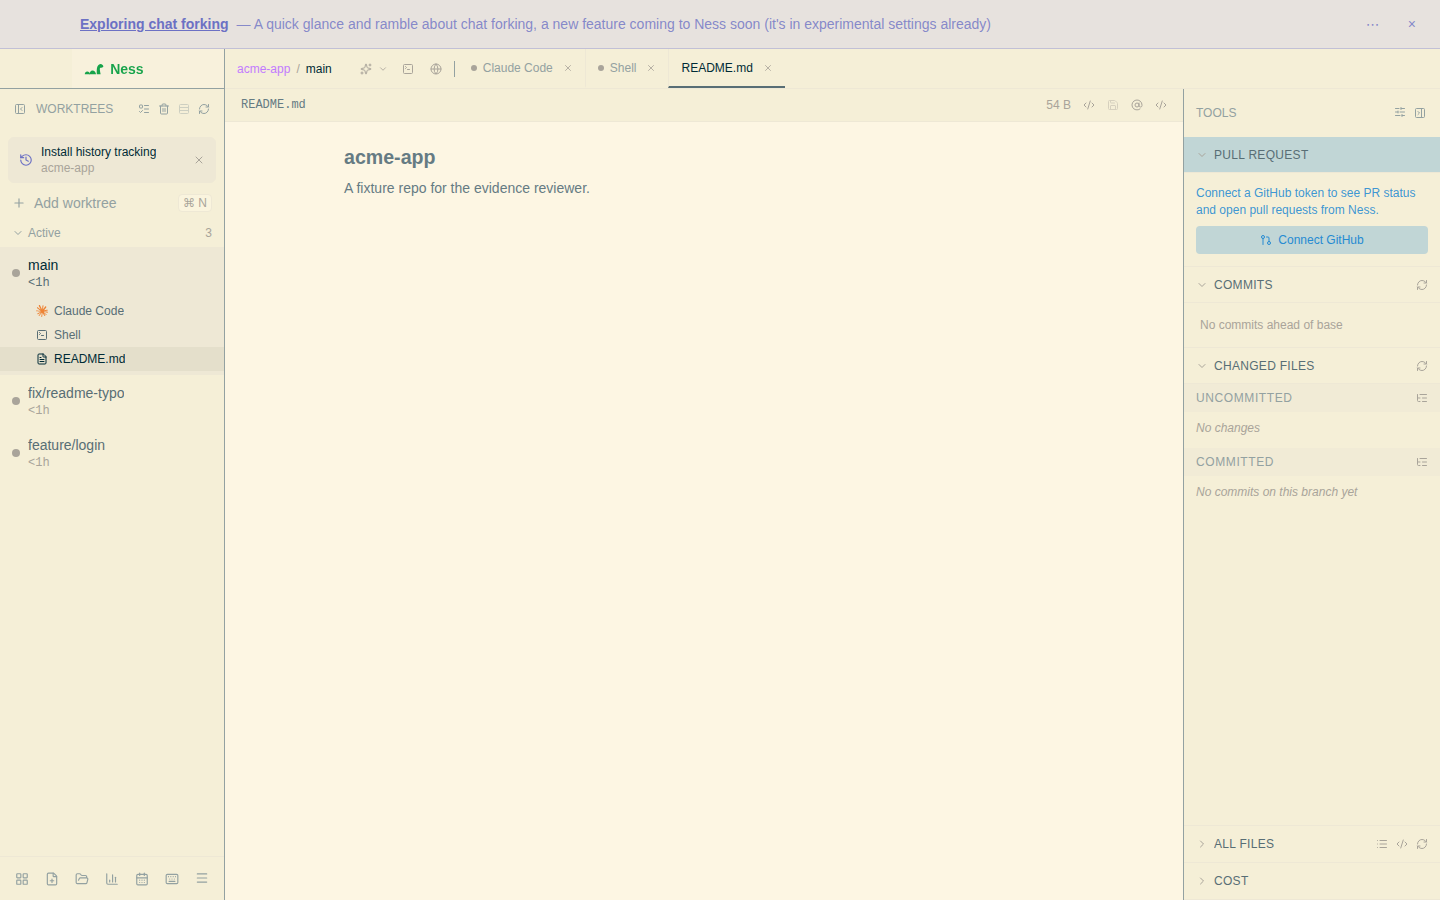 Exploring chat forking — A quick glance and ramble about chat forking, a new feature coming to Ness soon (it's in experimental settings already)
Ness
acme-app / main
Claude Code
Shell
README.md
WORKTREES
README.md
54 B
TOOLS
Install history tracking
acme-app
Add worktree
⌘ N
Active
3
main
<1h
Claude Code
Shell
README.md
fix/readme-typo
<1h
feature/login
<1h
acme-app
A fixture repo for the evidence reviewer.
PULL REQUEST
Connect a GitHub token to see PR status
and open pull requests from Ness.
Connect GitHub
COMMITS
No commits ahead of base
CHANGED FILES
UNCOMMITTED
No changes
COMMITTED
No commits on this branch yet
ALL FILES
COST